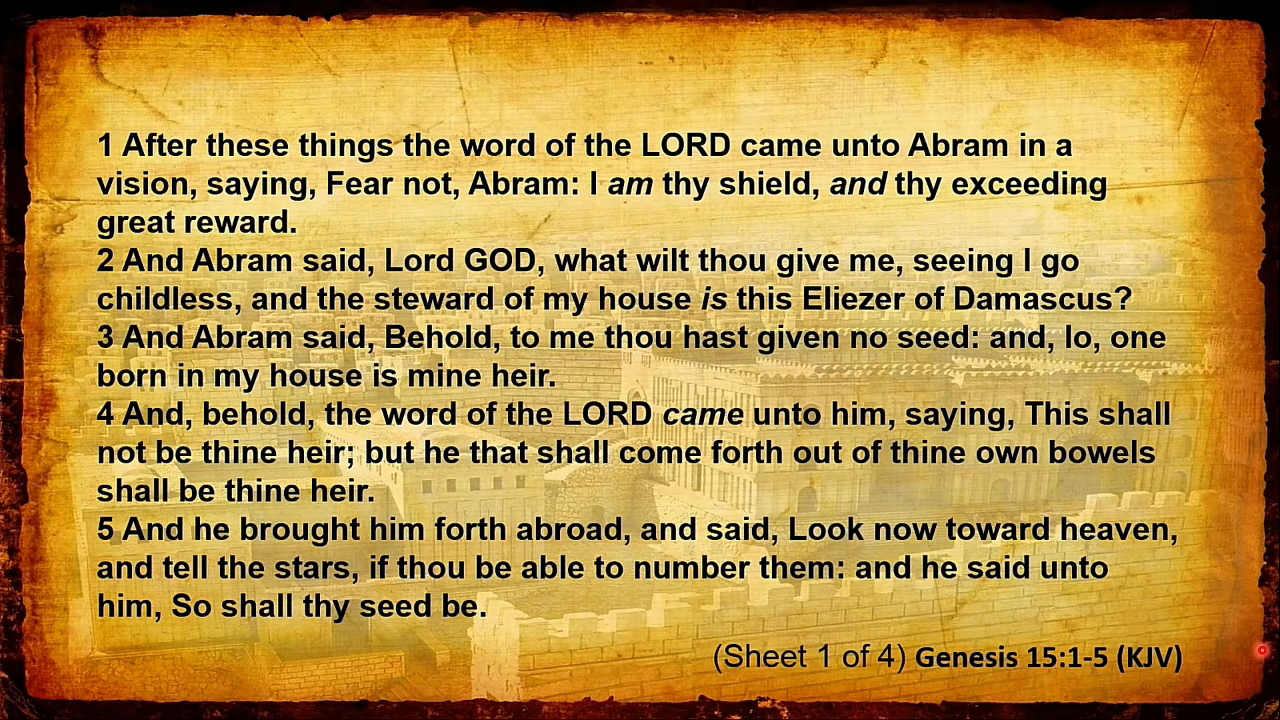 1 After these things the word of the LORD came unto Abram in a
vision, saying, Fear not, Abram: I am thy shield, and thy exceeding
great reward.
2 And Abram said, Lord GOD, what wilt thou give me, seeing I go
childless, and the steward of my house is this Eliezer of Damascus?
3 And Abram said, Behold, to me thou hast given no seed: and, lo, one
born in my house is mine heir.
4 And, behold, the word of the LORD came unto him, saying, This shall
not be thine heir; but he that shall come forth out of thine own bowels
shall be thine heir.
5 And he brought him forth abroad, and said, Look now toward heaven,
and tell the stars, if thou be able to number them: and he said unto
him, So shall thy seed be.
(Sheet 1 of 4) Genesis 15:1-5 (KJV)